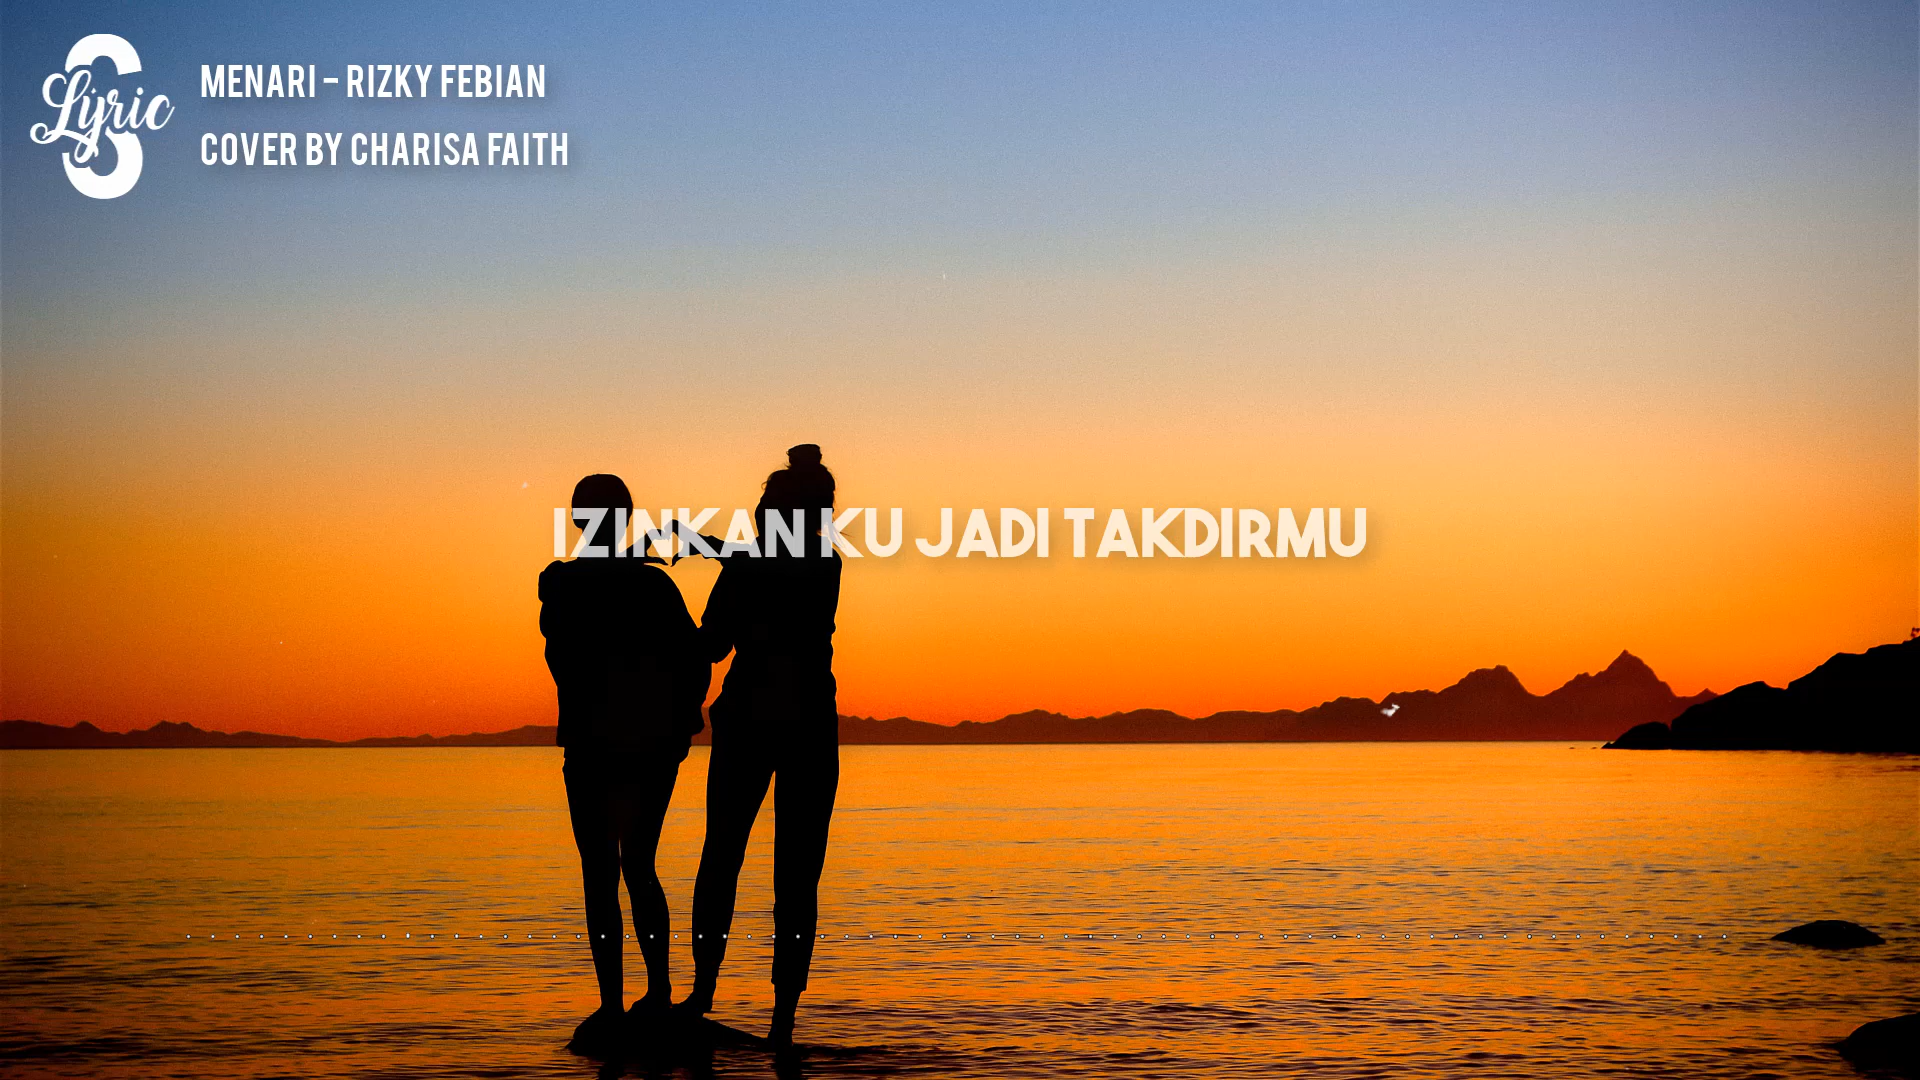 S
Lyric
MENARI - RIZKY FEBIAN
COVER BY CHARISA FAITH
IZINKAN KU JADI TAKDIRMU